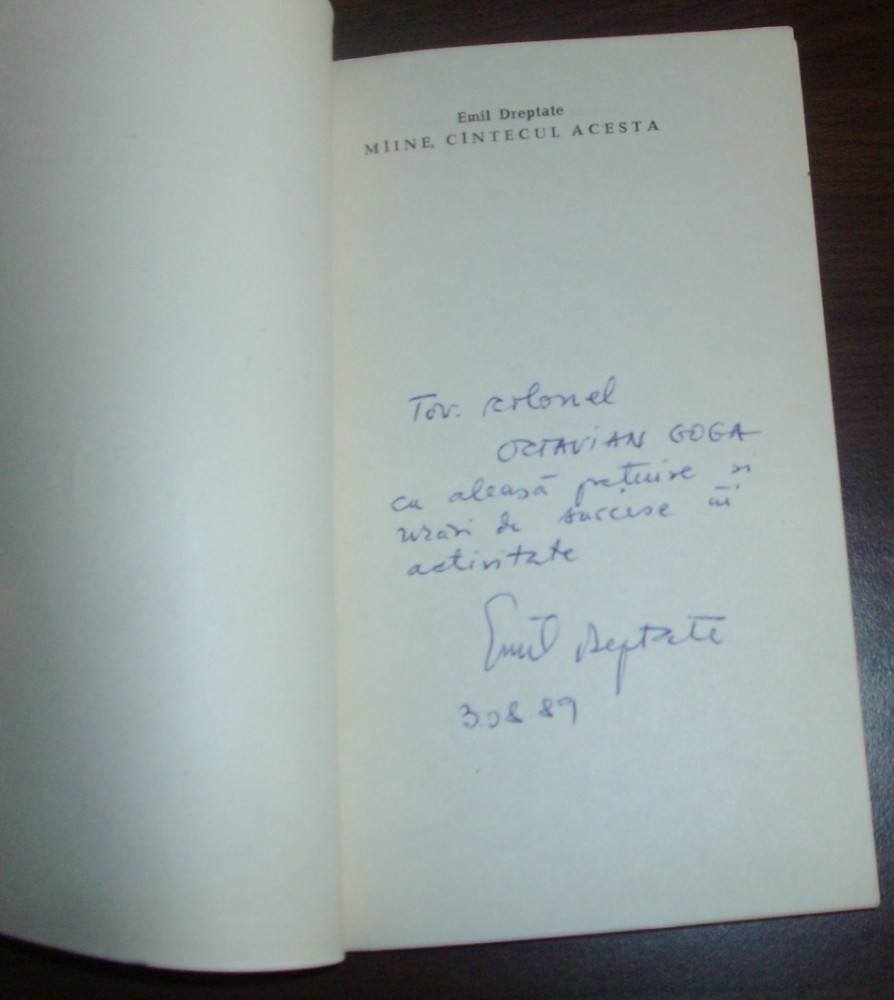 Emil Dreptate
MÎINE, CÎNTECUL ACESTA
Tov. colonel
OCTAVIAN GOGA
cu aleasă prețuire și
urări de succese în
activitate
Emil Dreptate
3.08 89